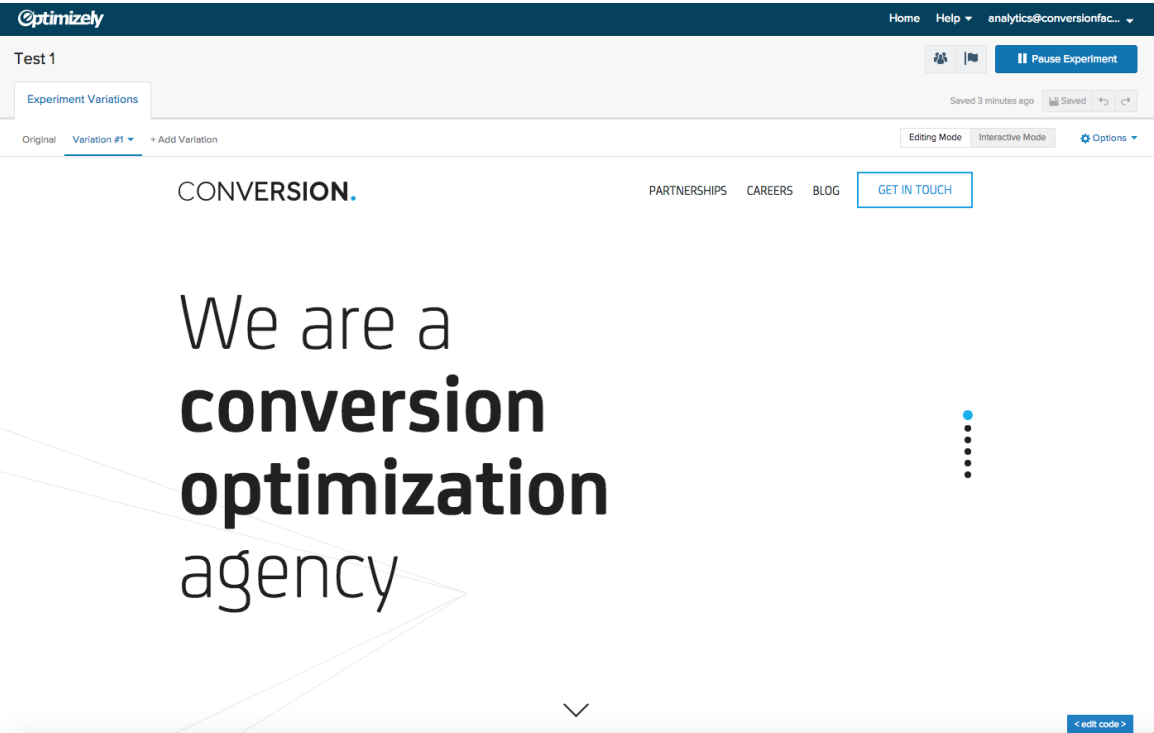 Optimizely
Home Help analytics@conversionfac...
Test 1
Pause Experiment
Experiment Variations
Saved 3 minutes ago Saved
Original Variation #1 + Add Variation
Editing Mode Interactive Mode Options
CONVERSION.
PARTNERSHIPS CAREERS BLOG GET IN TOUCH
We are a
conversion
optimization
agency
< edit code >